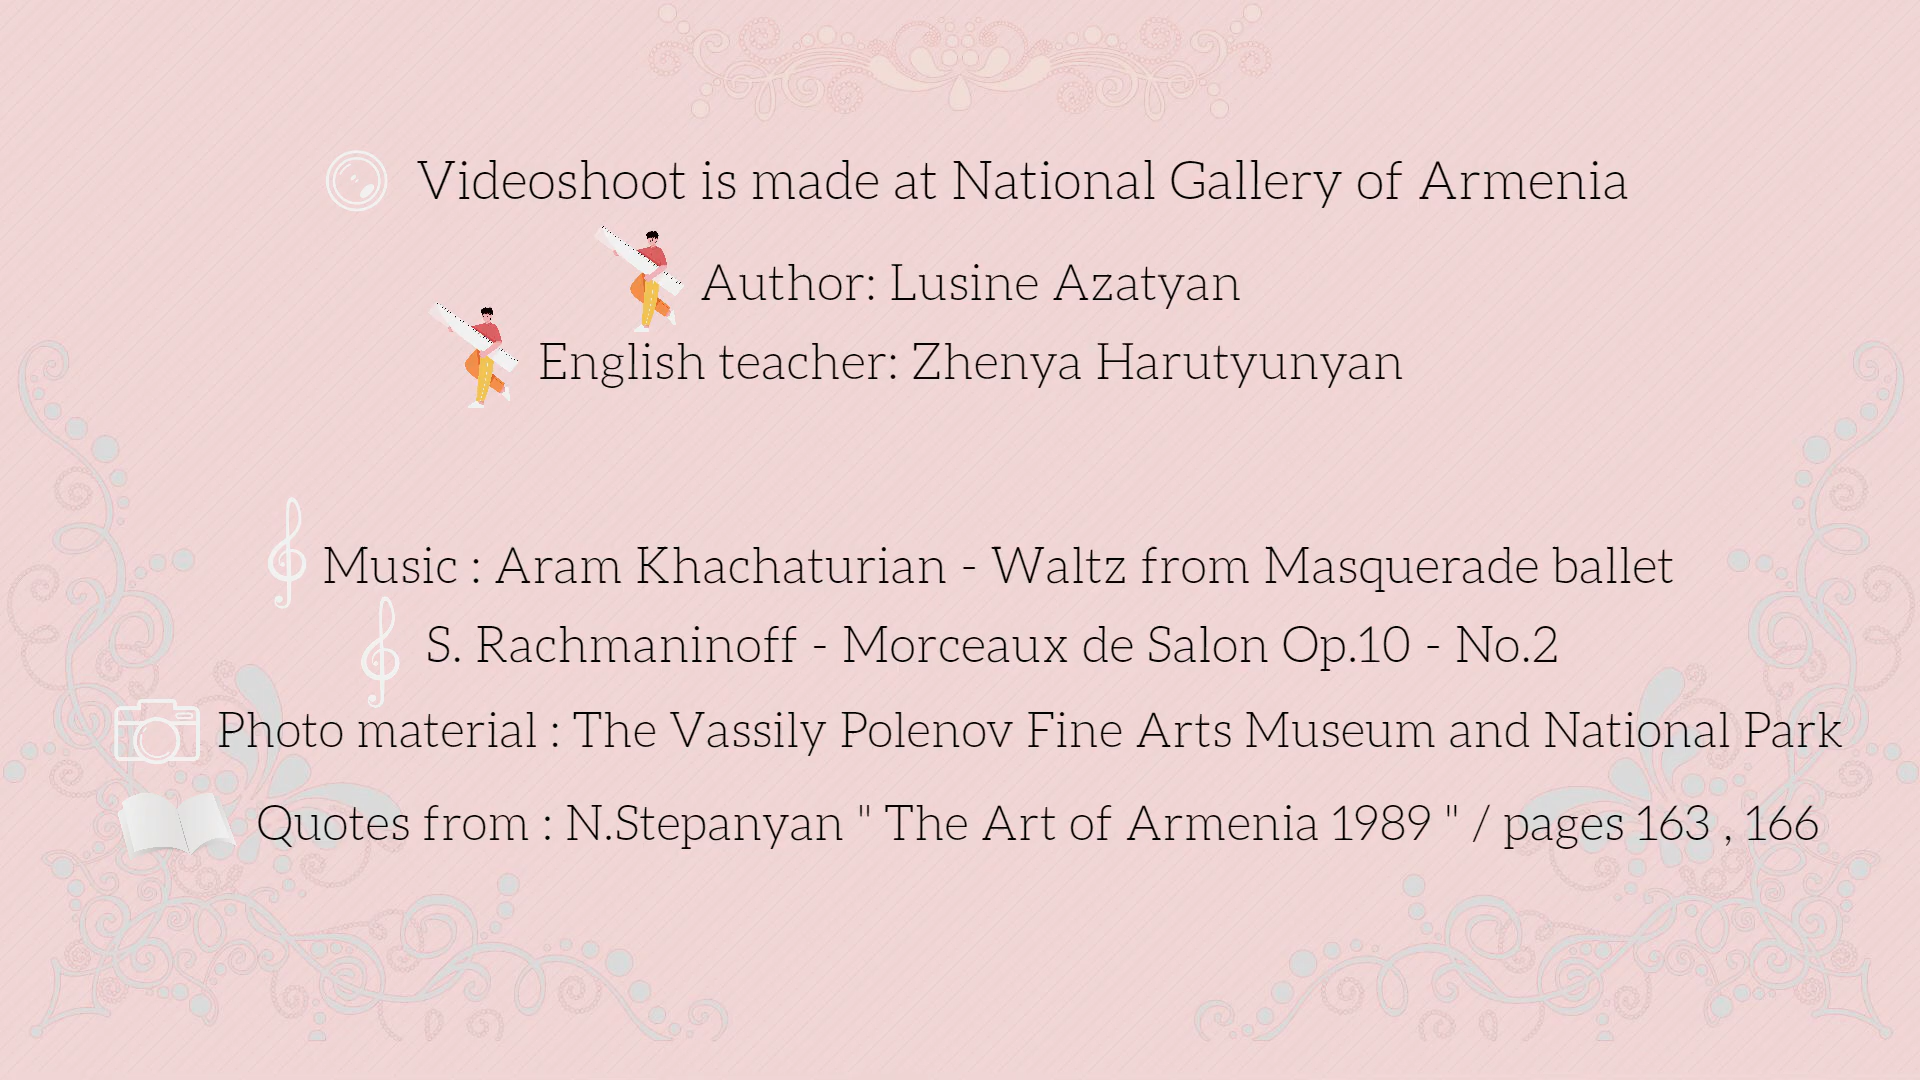 Videoshoot is made at National Gallery of Armenia
Author: Lusine Azatyan
English teacher: Zhenya Harutyunyan
Music : Aram Khachaturian - Waltz from Masquerade ballet
S. Rachmaninoff - Morceaux de Salon Op.10 - No.2
Photo material : The Vassily Polenov Fine Arts Museum and National Park
Quotes from : N.Stepanyan " The Art of Armenia 1989 " / pages 163 , 166